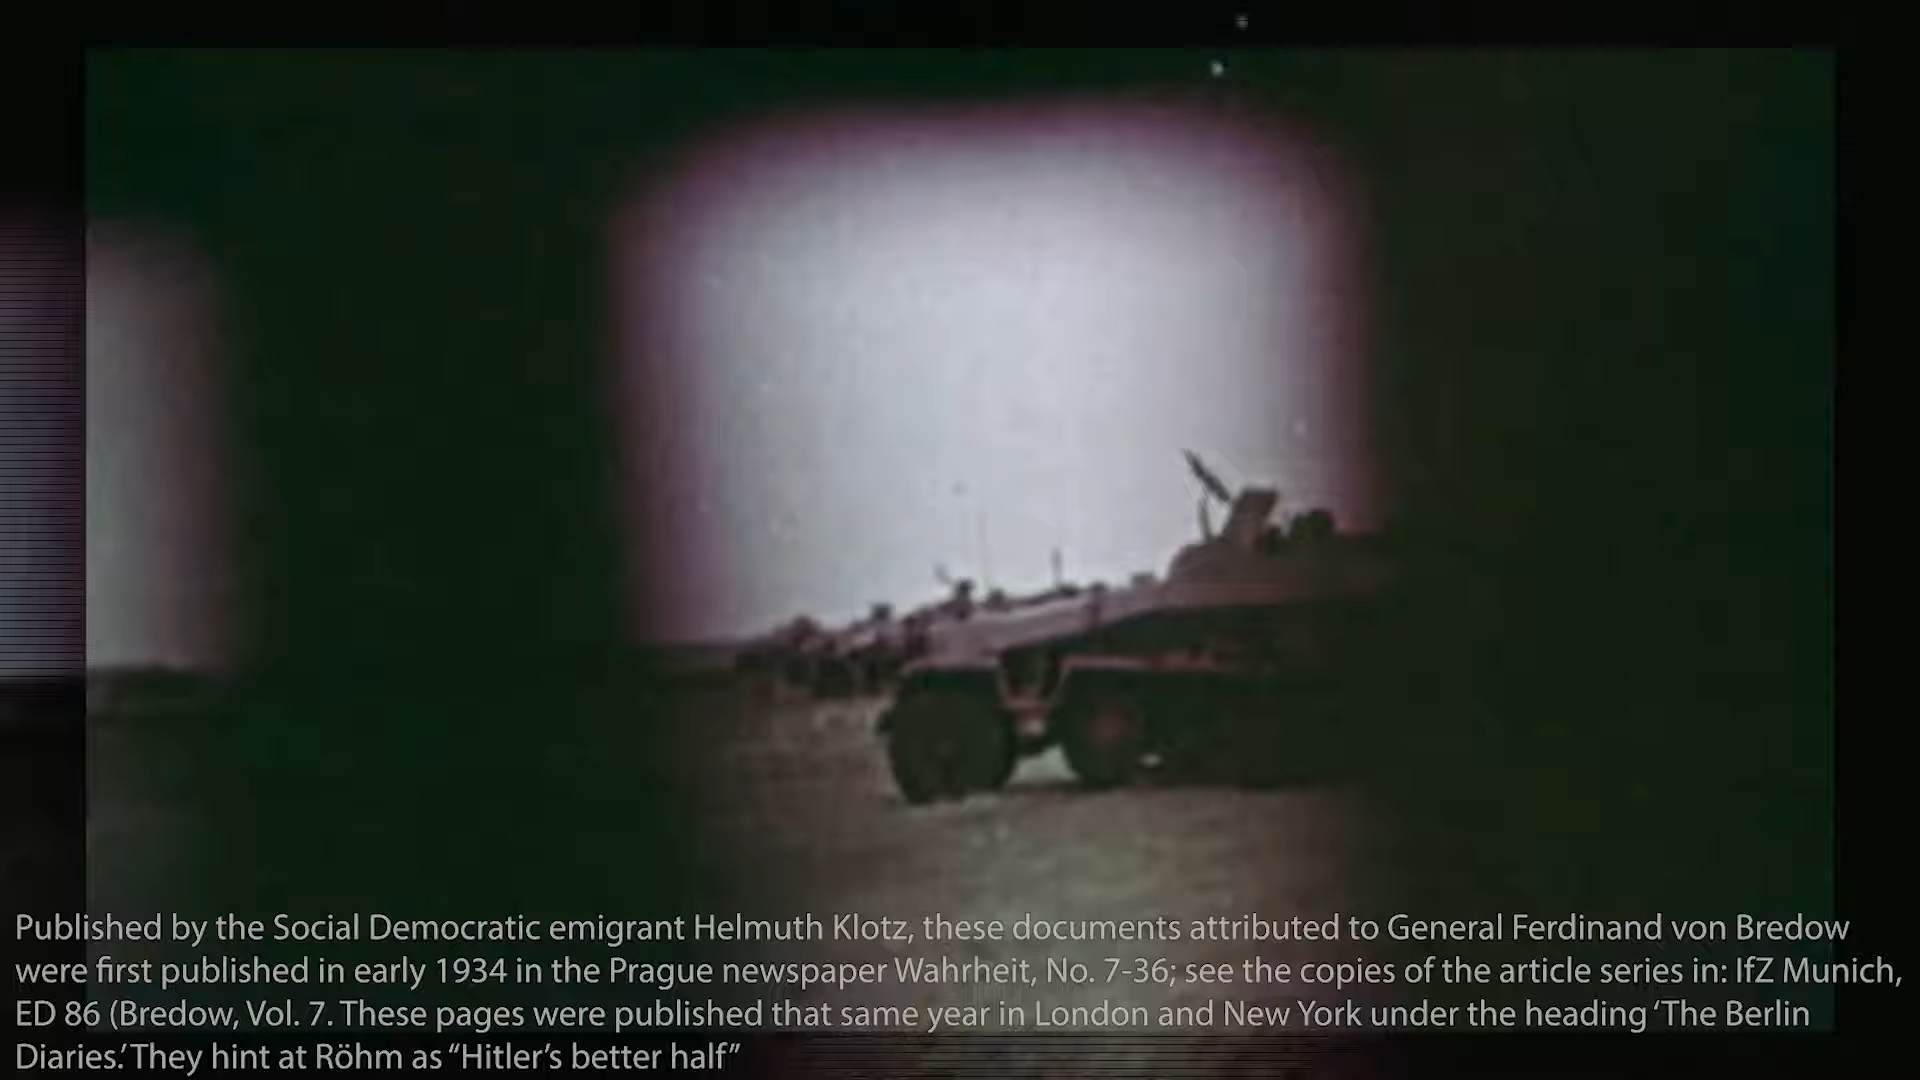 Published by the Social Democratic emigrant Helmuth Klotz, these documents attributed to General Ferdinand von Bredow
were first published in early 1934 in the Prague newspaper Wahrheit, No. 7-36; see the copies of the article series in: IfZ Munich,
ED 86 (Bredow, Vol. 7. These pages were published that same year in London and New York under the heading ‘The Berlin
Diaries.’ They hint at Röhm as “Hitler’s better half”